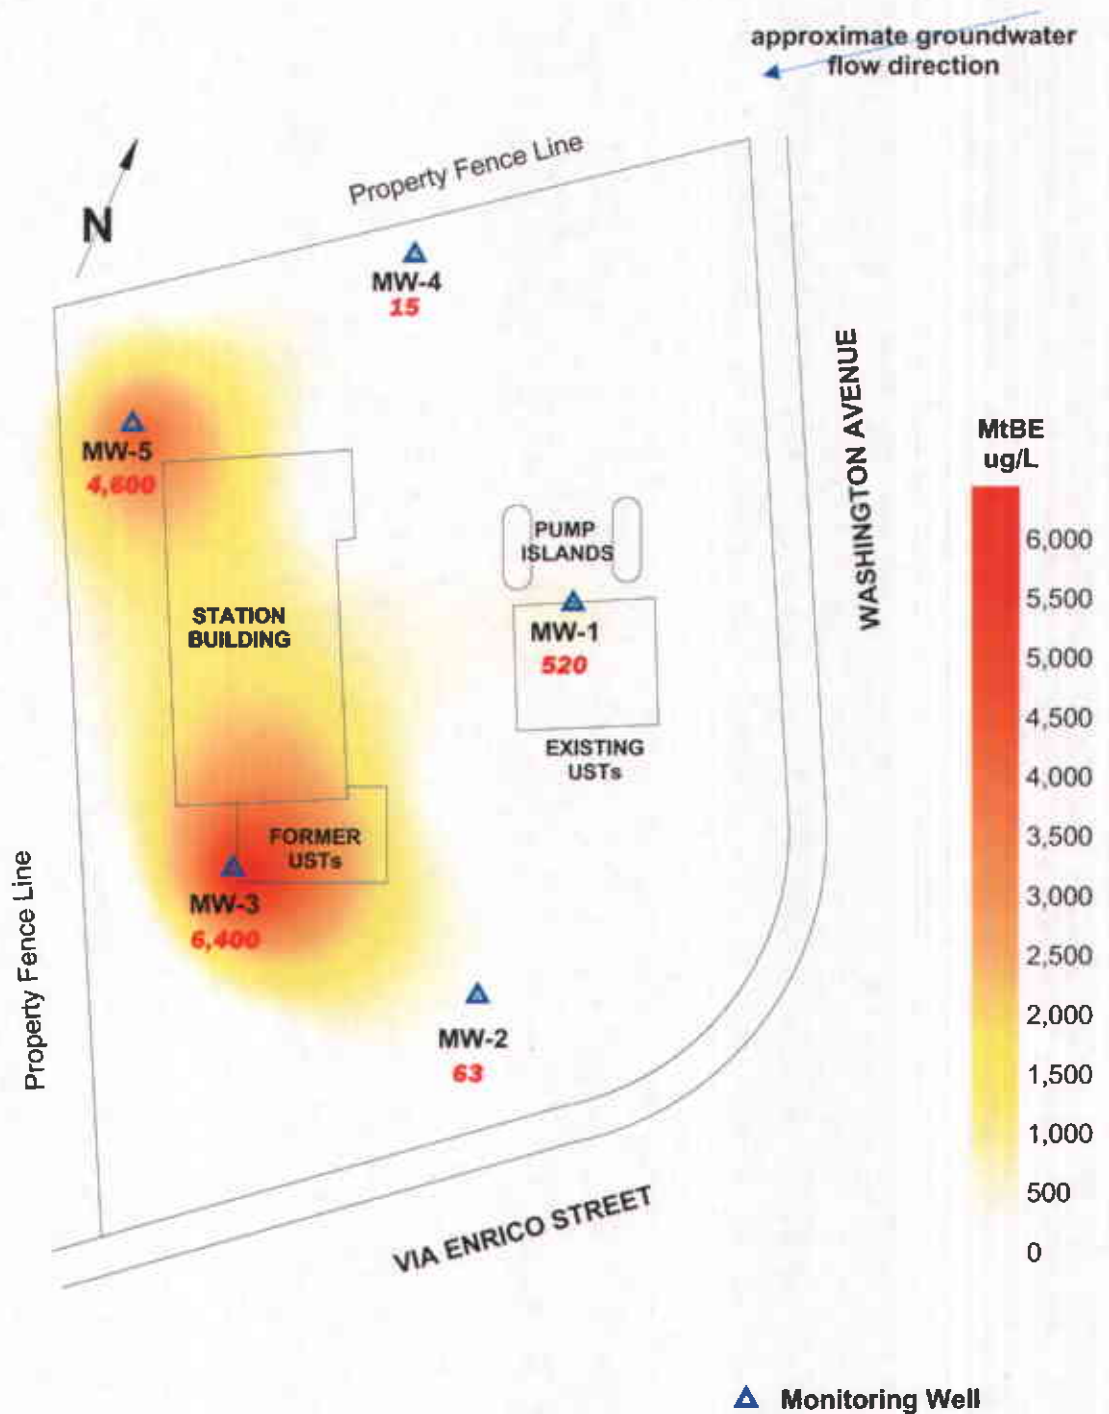 approximate groundwater
flow direction
Property Fence Line
N
MW-4
15
MW-5
4,600
WASHINGTON AVENUE
MtBE
ug/L
6,000
5,500
5,000
4,500
4,000
3,500
3,000
2,500
2,000
1,500
1,000
500
0
PUMP
ISLANDS
STATION
BUILDING
MW-1
520
EXISTING
USTs
FORMER
USTs
MW-3
6,400
Property Fence Line
MW-2
63
VIA ENRICO STREET
Monitoring Well